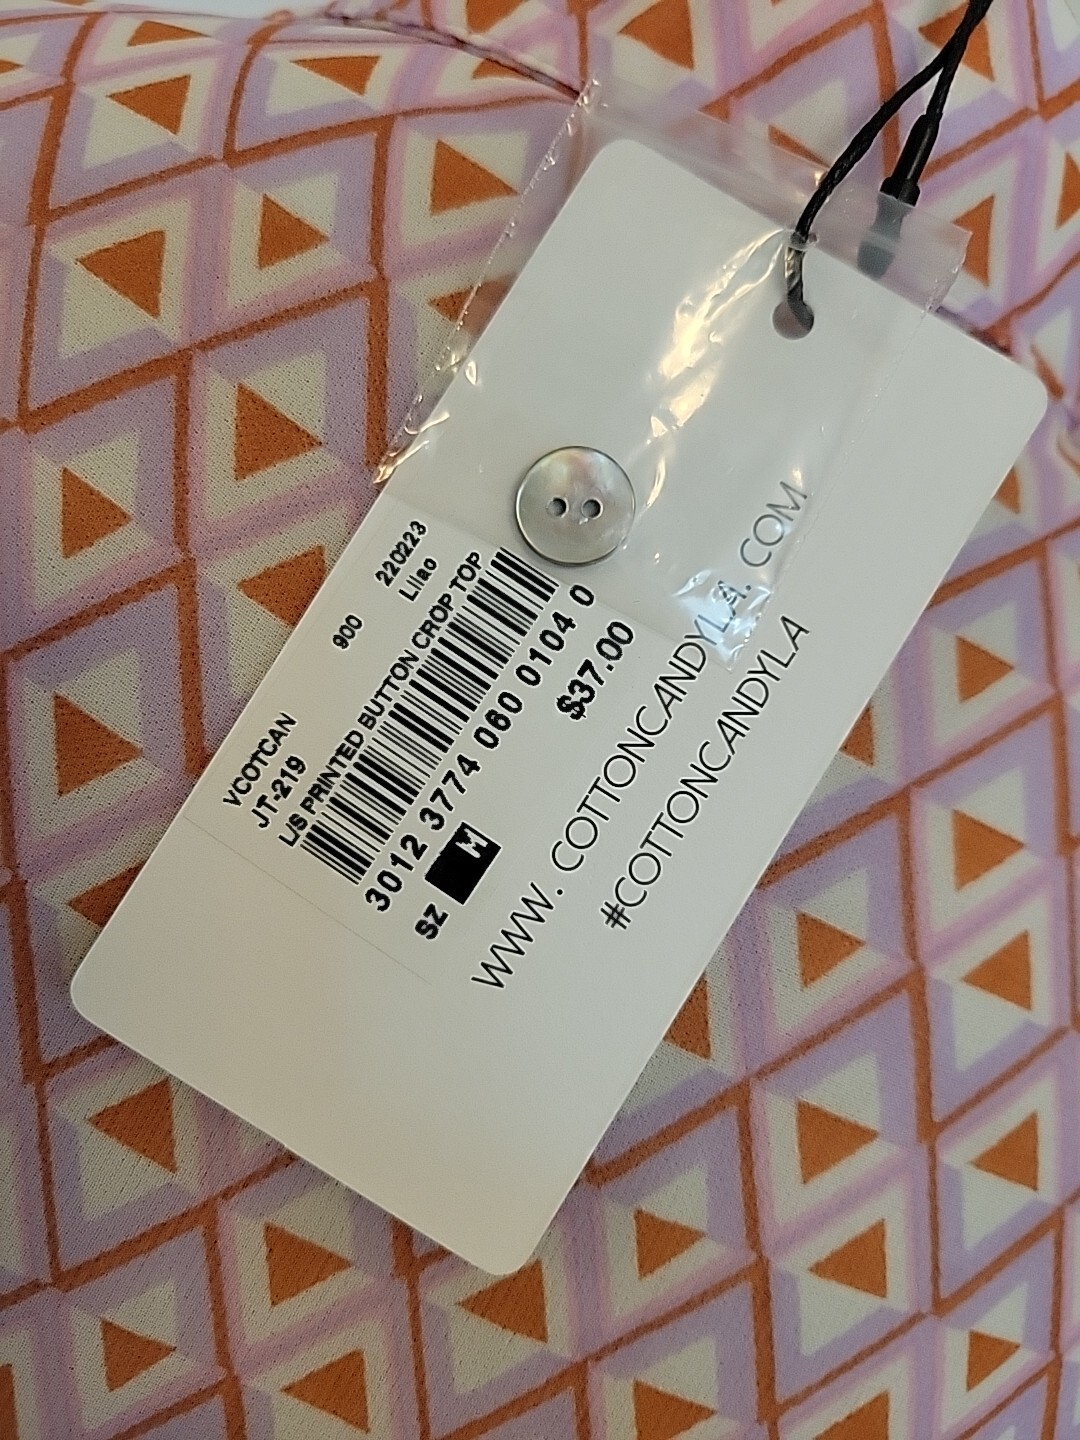 VCOTCAN 900 220223
JT-219 Lilac
L/S PRINTED BUTTON CROP TOP
3012 3774 060 0104 0
SZ M $37.00
WWW. COTTONCANDYLA. COM
#COTTONCANDYLA